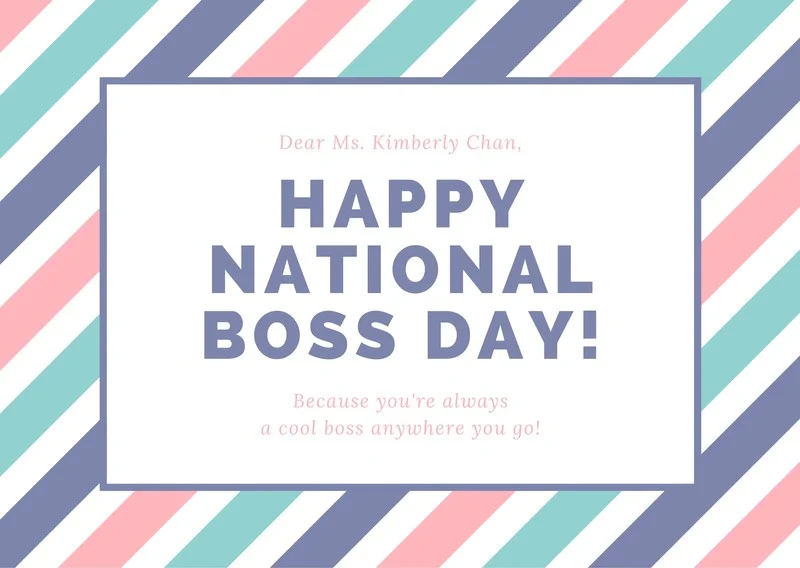 Dear Ms. Kimberly Chan,
HAPPY
NATIONAL
BOSS DAY!
Because you're always
a cool boss anywhere you go!